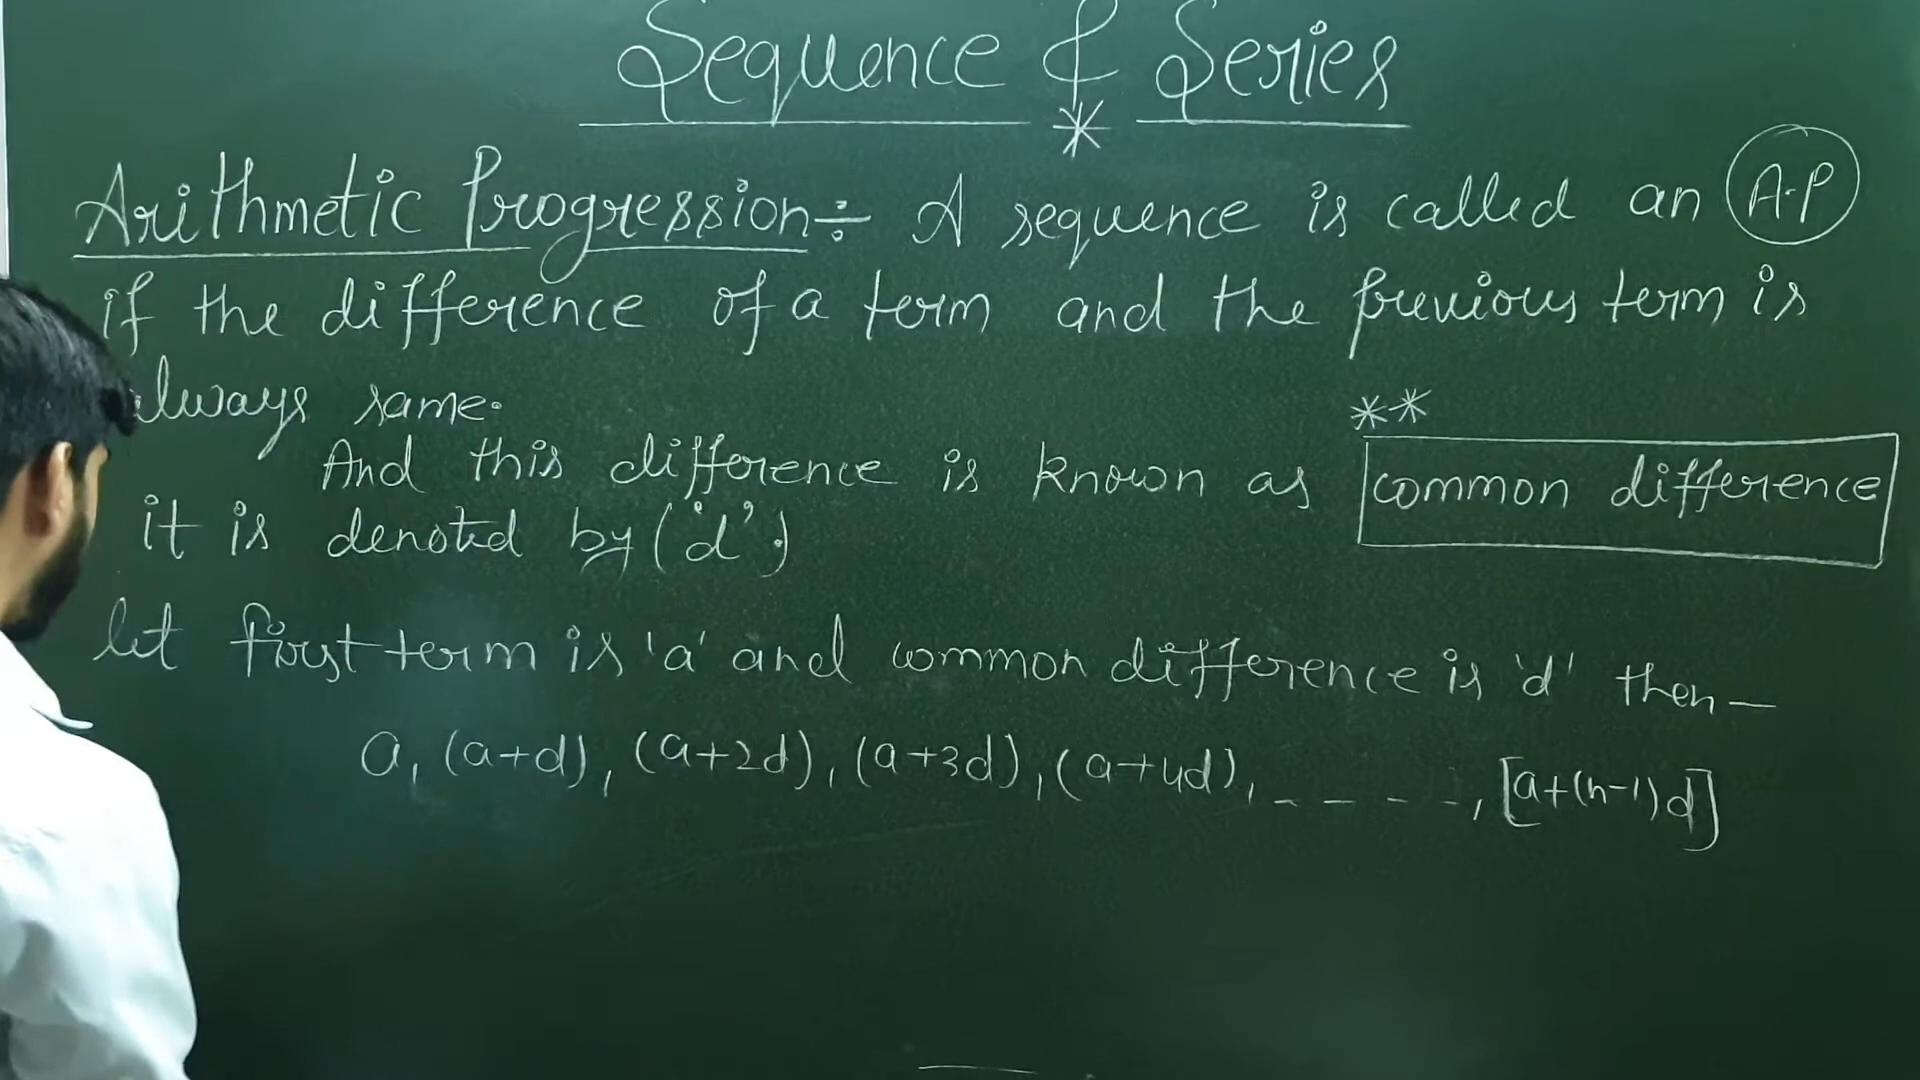 Sequence & Series
*
Arithmetic Progression ÷ A sequence is called an A.P
if the difference of a term and the previous term is
always same.
**
And this difference is known as common difference
it is denoted by ('d').
let first term is 'a' and common difference is 'd' then —
a, (a+d), (a+2d), (a+3d), (a+4d), - - - -, [a+(n-1)d]